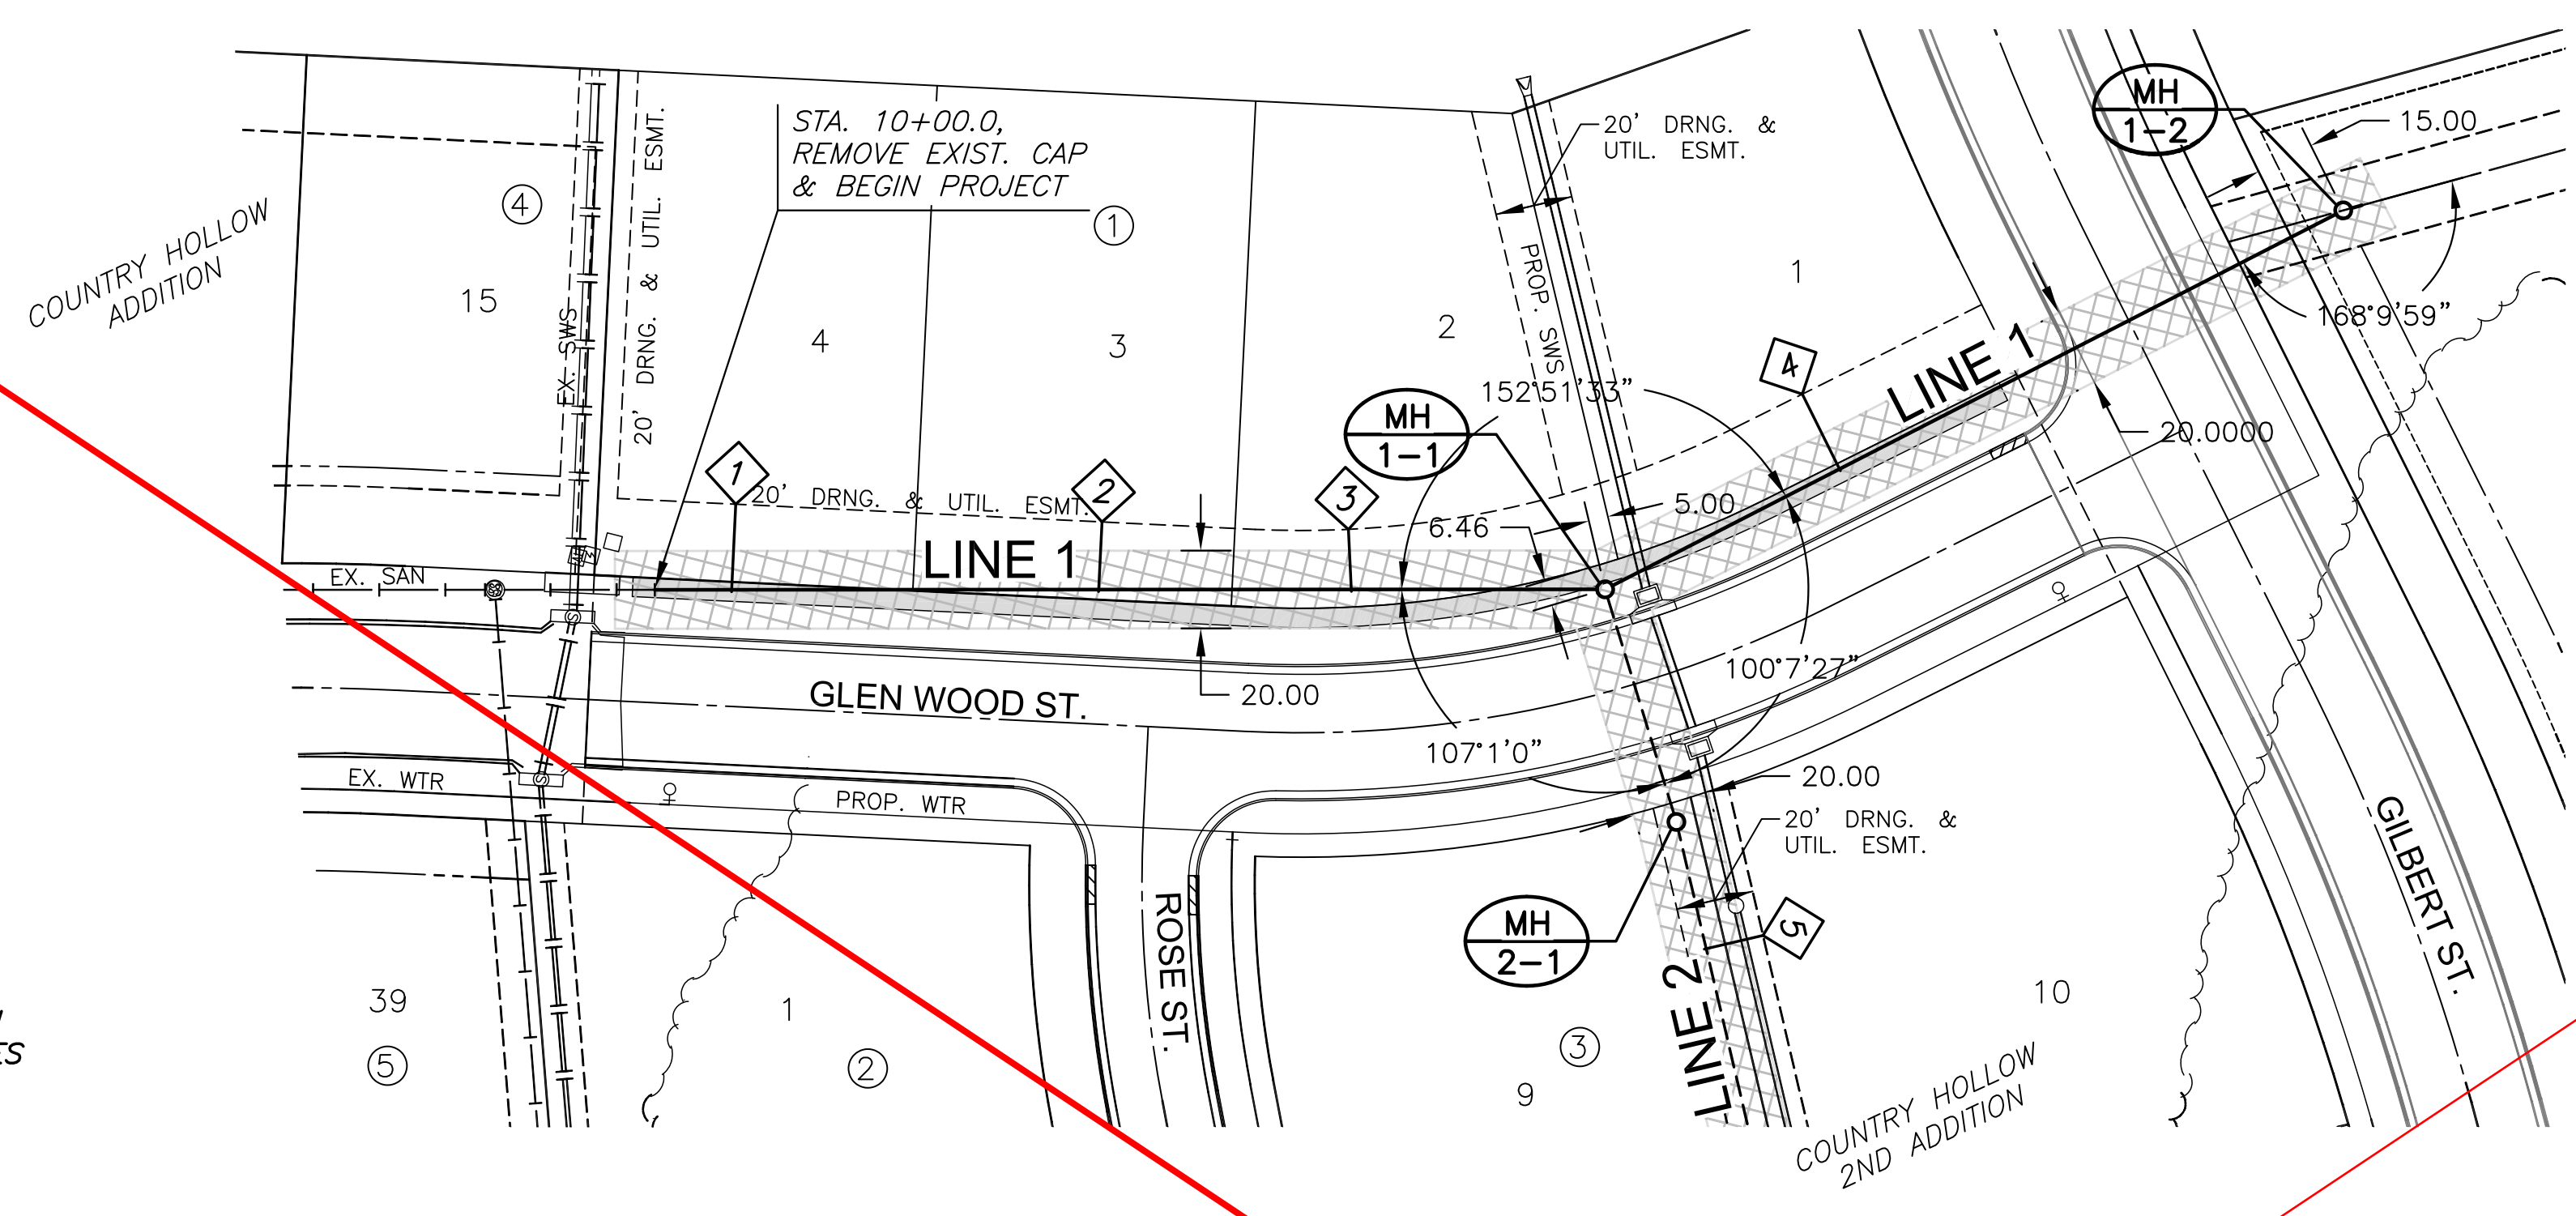 STA. 10+00.0,
REMOVE EXIST. CAP
& BEGIN PROJECT
MH
1-2
15.00
20' DRNG. &
UTIL. ESMT.
COUNTRY HOLLOW
ADDITION
4
15
EX. SWS
20' DRNG. & UTIL. ESMT.
1
4
3
2
1
PROP. SWS
168°9'59"
152°51'33"
4
LINE 1
MH
1-1
20.0000
1
2
3
20' DRNG. & UTIL. ESMT.
5.00
6.46
LINE 1
EX. SAN
S
GLEN WOOD ST.
20.00
100°7'27"
107°1'0"
20.00
EX. WTR
S
PROP. WTR
20' DRNG. &
UTIL. ESMT.
GILBERT ST.
ROSE ST.
MH
2-1
5
LINE 2
39
5
1
2
3
9
10
COUNTRY HOLLOW
2ND ADDITION
ES